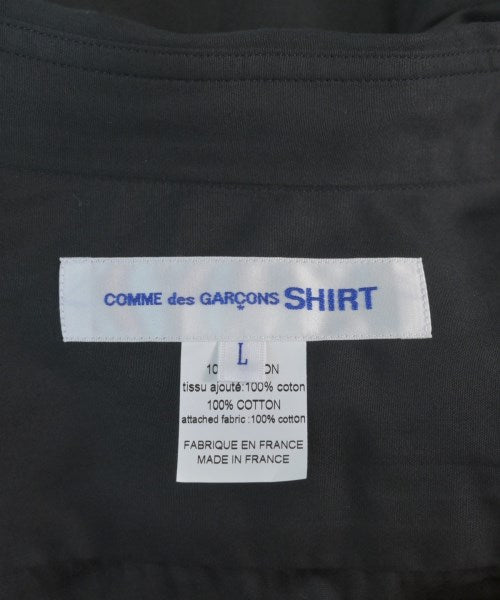 COMME des GARÇONS SHIRT
L
tissu ajouté:100% coton
100% COTTON
attached fabric :100% cotton
FABRIQUE EN FRANCE
MADE IN FRANCE